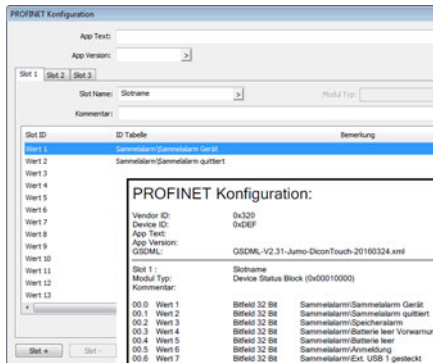 PROFINET Konfiguration
App Text:
App Version: >
Slot 1 Slot 2 Slot 3
Slot Name: Slotname > Modul Typ:
Kommentar:
Slot ID ID Tabelle Bemerkung
Wert 1 Sammelalarm\Sammelalarm Gerät
Wert 2 Sammelalarm\Sammelalarm quittiert
Wert 3
Wert 4
Wert 5
Wert 6
Wert 7
Wert 8
Wert 9
Wert 10
Wert 11
Wert 12
Wert 13
Slot + Slot -
PROFINET Konfiguration:
Vendor ID: 0x320
Device ID: 0xDEF
App Text:
App Version:
GSDML: GSDML-V2.31-Jumo-DiconTouch-20160324.xml
Slot 1 : Slotname
Modul Typ: Device Status Block (0x00010000)
Kommentar:
00.0 Wert 1 Bitfeld 32 Bit Sammelalarm\Sammelalarm Gerät
00.1 Wert 2 Bitfeld 32 Bit Sammelalarm\Sammelalarm quittiert
00.2 Wert 3 Bitfeld 32 Bit Sammelalarm\Speicheralarm
00.3 Wert 4 Bitfeld 32 Bit Sammelalarm\Batterie leer Vorwarnu
00.4 Wert 5 Bitfeld 32 Bit Sammelalarm\Batterie leer
00.5 Wert 6 Bitfeld 32 Bit Sammelalarm\Anmeldung
00.6 Wert 7 Bitfeld 32 Bit Sammelalarm\Ext. USB 1 gesteckt